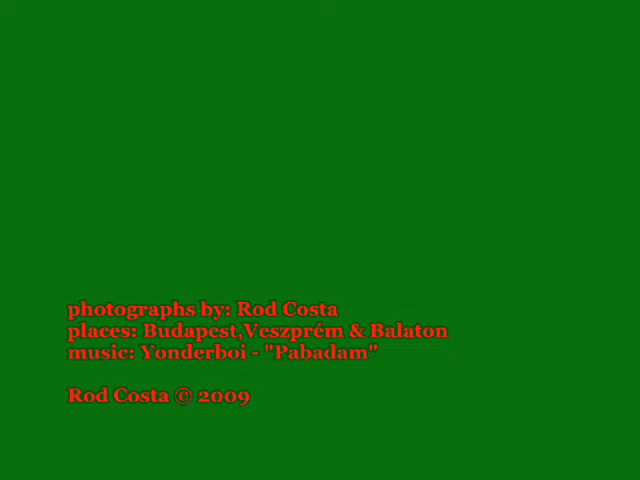 photographs by: Rod Costa
places: Budapest,Veszprém & Balaton
music: Yonderboi - "Pabadam"
Rod Costa © 2009